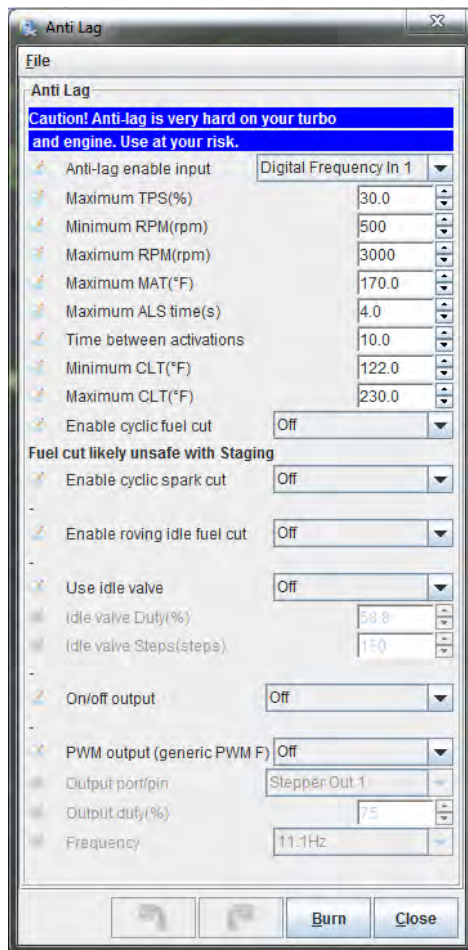 Anti Lag
File
Anti Lag
Caution! Anti-lag is very hard on your turbo
and engine. Use at your risk.
Anti-lag enable input Digital Frequency In 1
Maximum TPS(%) 30.0
Minimum RPM(rpm) 500
Maximum RPM(rpm) 3000
Maximum MAT(°F) 170.0
Maximum ALS time(s) 4.0
Time between activations 10.0
Minimum CLT(°F) 122.0
Maximum CLT(°F) 230.0
Enable cyclic fuel cut Off
Fuel cut likely unsafe with Staging
Enable cyclic spark cut Off
-
Enable roving idle fuel cut Off
-
Use idle valve Off
Idle valve Duty(%) 58.8
Idle valve Steps(steps) 150
-
On/off output Off
-
PWM output (generic PWM F) Off
Output port/pin Stepper Out 1
Output duty(%) 75
Frequency 11.1Hz
Burn Close